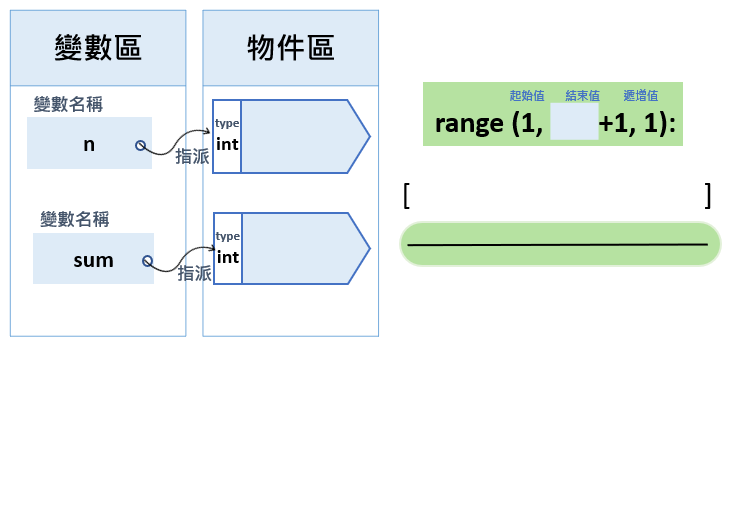 變數區
變數名稱
n
指派
變數名稱
sum
指派
物件區
type
int
type
int
起始值 結束值 遞增值
range (1, +1, 1):
[ ]